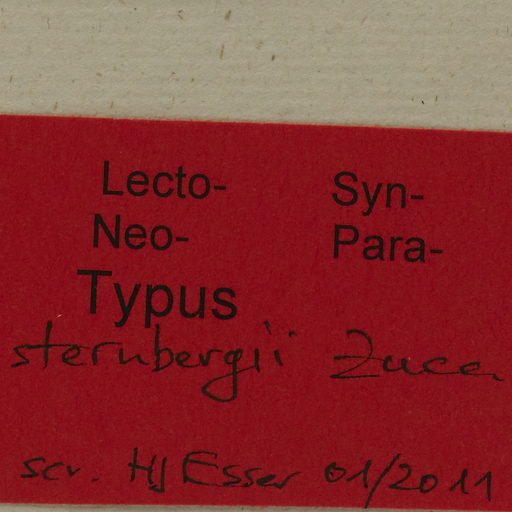 Lecto- Syn-
Neo- Para-
Typus
sternbergii Zucc.
scr. HJ Esser 01/2011